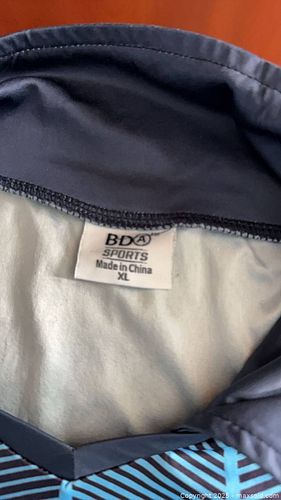 BDⒶ
SPORTS
Made in China
XL
Copyright © 2025 - maxsold.com